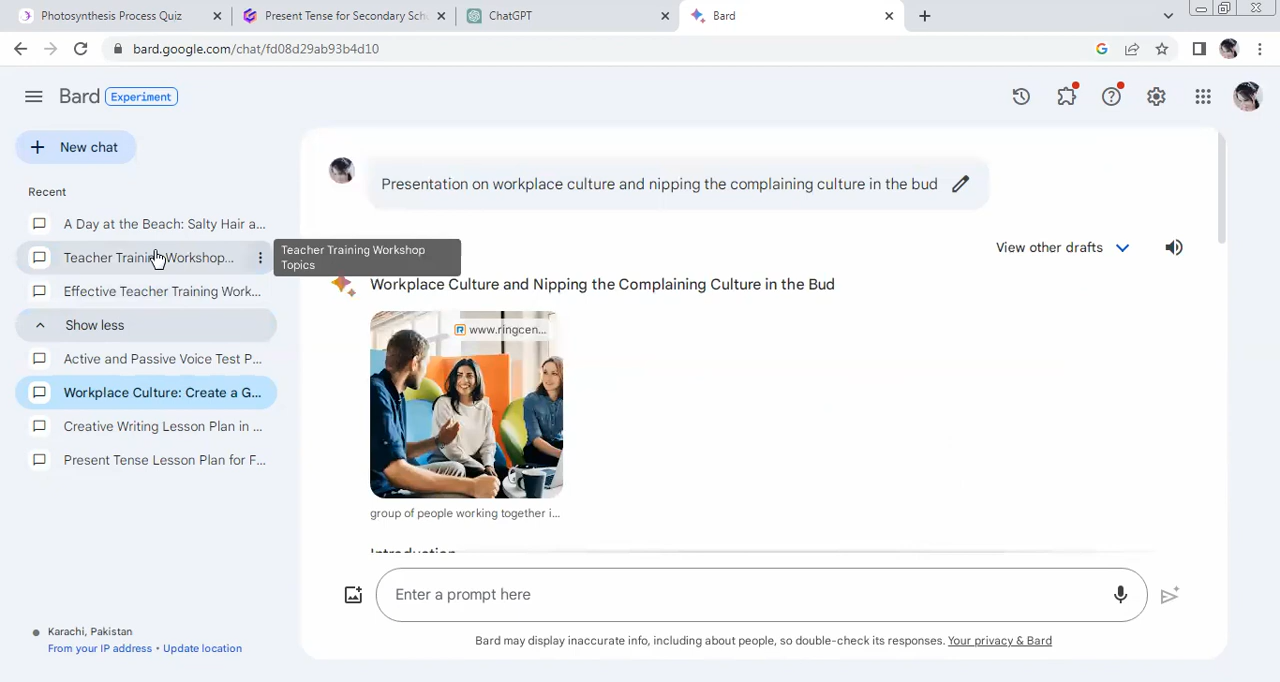 Photosynthesis Process Quiz
Present Tense for Secondary Sch
ChatGPT
Bard
bard.google.com/chat/fd08d29ab93b4d10
Bard Experiment
New chat
Recent
A Day at the Beach: Salty Hair a...
Teacher Training Workshop...
Teacher Training Workshop
Topics
Effective Teacher Training Work...
Show less
Active and Passive Voice Test P...
Workplace Culture: Create a G...
Creative Writing Lesson Plan in ...
Present Tense Lesson Plan for F...
Karachi, Pakistan
From your IP address • Update location
Presentation on workplace culture and nipping the complaining culture in the bud
View other drafts
Workplace Culture and Nipping the Complaining Culture in the Bud
www.ringcen...
group of people working together i...
Introduction
Enter a prompt here
Bard may display inaccurate info, including about people, so double-check its responses. Your privacy & Bard